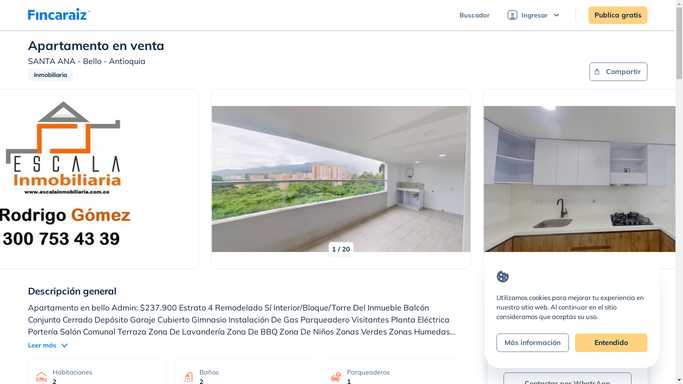 Fincaraiz
Buscador
Ingresar
Publica gratis
Apartamento en venta
SANTA ANA - Bello - Antioquia
Inmobiliaria
Compartir
ESCALA
Inmobiliaria
www.escalainmobiliaria.com.co
Rodrigo Gómez
300 753 43 39
1 / 20
Descripción general
Apartamento en bello Admin: $237.900 Estrato 4 Remodelado Sí Interior/Bloque/Torre Del Inmueble Balcón
Conjunto Cerrado Depósito Garaje Cubierto Gimnasio Instalación De Gas Parqueadero Visitantes Planta Eléctrica
Portería Salón Comunal Terraza Zona De Lavandería Zona De BBQ Zona De Niños Zonas Verdes Zonas Humedas...
Leer más
Habitaciones
2
Baños
2
Parqueaderos
1
Utilizamos cookies para mejorar tu experiencia en
nuestro sitio web. Al continuar en el sitio
consideramos que aceptas su uso.
Más información
Entendido
Contactar por WhatsApp